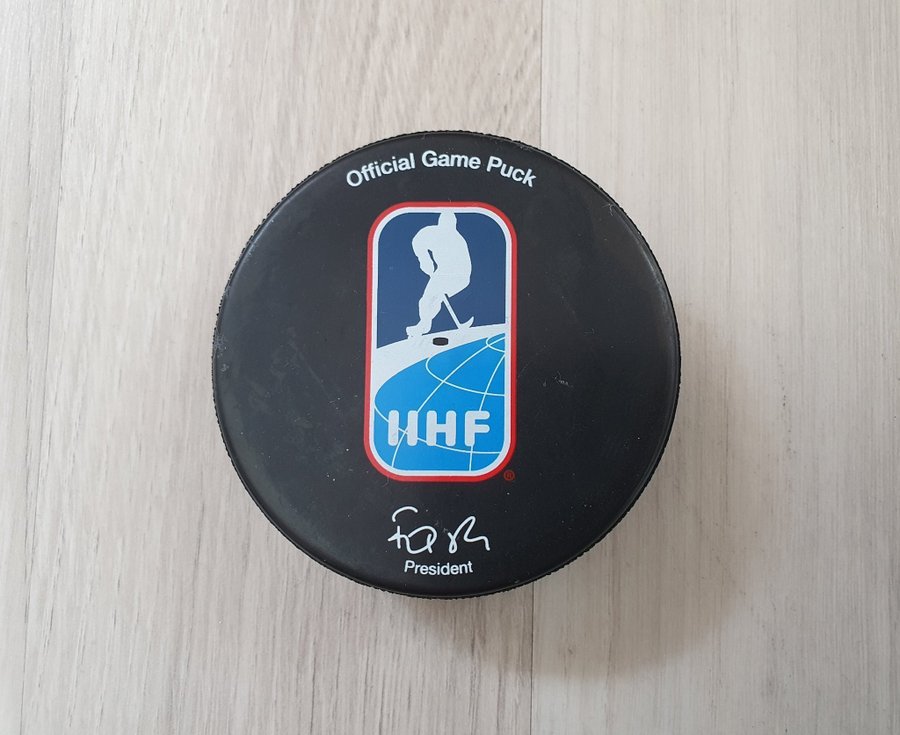 Official Game Puck
IIHF
®
President